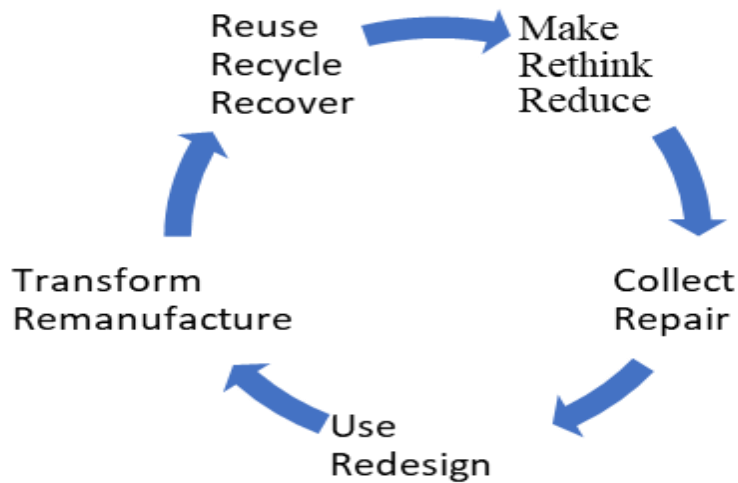 Reuse
Recycle
Recover
Make
Rethink
Reduce
Collect
Repair
Use
Redesign
Transform
Remanufacture